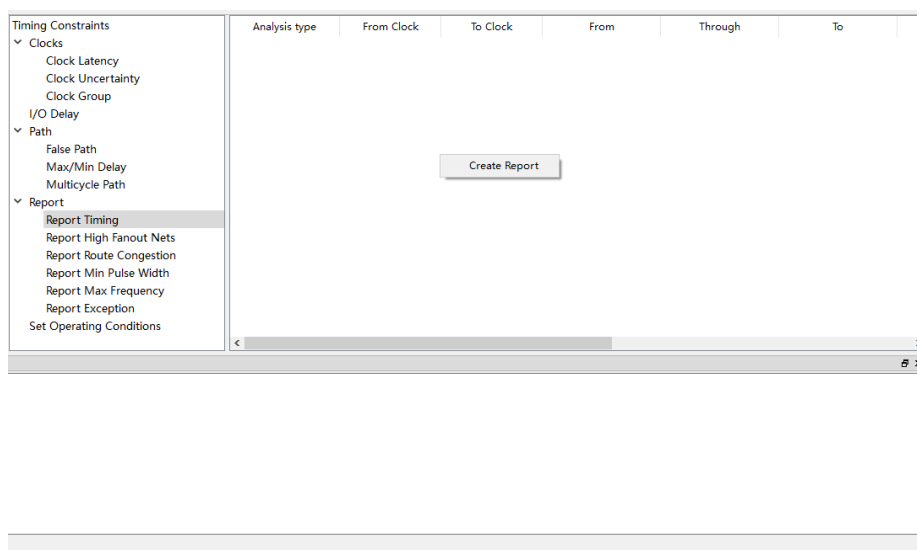 Timing Constraints
Clocks
Clock Latency
Clock Uncertainty
Clock Group
I/O Delay
Path
False Path
Max/Min Delay
Multicycle Path
Report
Report Timing
Report High Fanout Nets
Report Route Congestion
Report Min Pulse Width
Report Max Frequency
Report Exception
Set Operating Conditions
Analysis type From Clock To Clock From Through To
Create Report